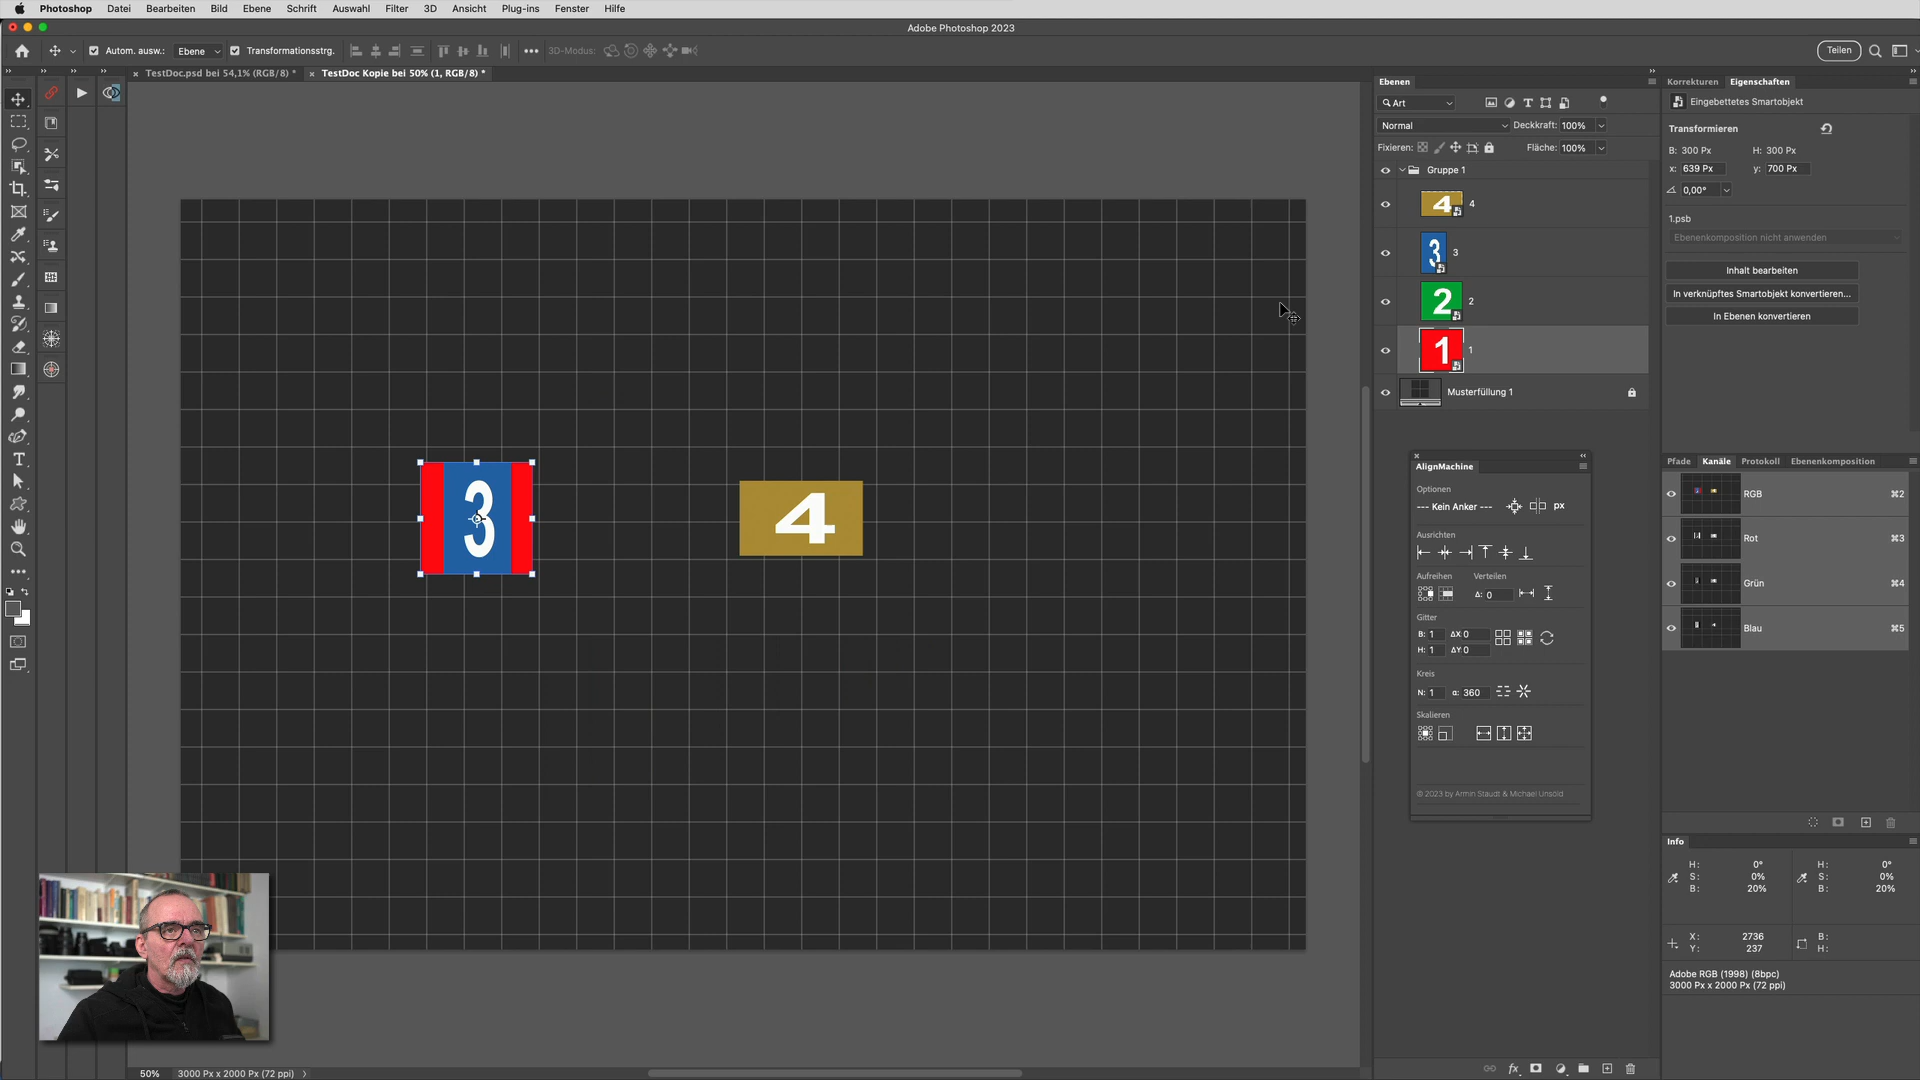 Photoshop Datei Bearbeiten Bild Ebene Schrift Auswahl Filter 3D Ansicht Plug-ins Fenster Hilfe
Adobe Photoshop 2023
Autom. ausw.: Ebene Transformationsstrg. 3D-Modus: Teilen
TestDoc.psd bei 54,1% (RGB/8) * TestDoc Kopie bei 50% (1, RGB/8) *
3
4
50% 3000 Px x 2000 Px (72 ppi)
Ebenen
Art
Normal Deckkraft: 100%
Fixieren: Fläche: 100%
Gruppe 1
4 4
3 3
2 2
1 1
Musterfüllung 1
AlignMachine
Optionen
--- Kein Anker --- px
Ausrichten
Aufreihen Verteilen
Δ: 0
Gitter
B: 1 ΔX 0
H: 1 ΔY 0
Kreis
N: 1 α: 360
Skalieren
© 2023 by Armin Staudt & Michael Unsöld
Korrekturen Eigenschaften
Eingebettetes Smartobjekt
Transformieren
B: 300 Px H: 300 Px
x: 639 Px y: 700 Px
0,00°
1.psb
Ebenenkomposition nicht anwenden
Inhalt bearbeiten
In verknüpftes Smartobjekt konvertieren...
In Ebenen konvertieren
Pfade Kanäle Protokoll Ebenenkomposition
RGB ⌘2
Rot ⌘3
Grün ⌘4
Blau ⌘5
Info
H: 0° H: 0°
S: 0% S: 0%
B: 20% B: 20%
X: 2736 B:
Y: 237 H:
Adobe RGB (1998) (8bpc)
3000 Px x 2000 Px (72 ppi)